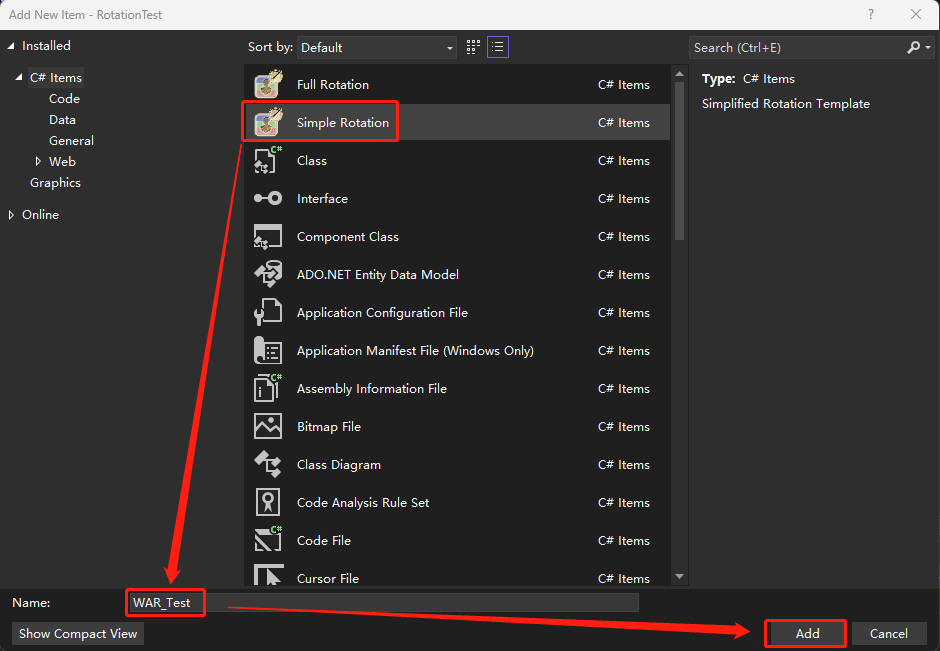 Add New Item - RotationTest
?
Installed
C# Items
Code
Data
General
Web
Graphics
Online
Sort by: Default
Search (Ctrl+E)
Full Rotation C# Items
Simple Rotation C# Items
Class C# Items
Interface C# Items
Component Class C# Items
ADO.NET Entity Data Model C# Items
Application Configuration File C# Items
Application Manifest File (Windows Only) C# Items
Assembly Information File C# Items
Bitmap File C# Items
Class Diagram C# Items
Code Analysis Rule Set C# Items
Code File C# Items
Cursor File C# Items
Type: C# Items
Simplified Rotation Template
Name: WAR_Test
Show Compact View
Add
Cancel